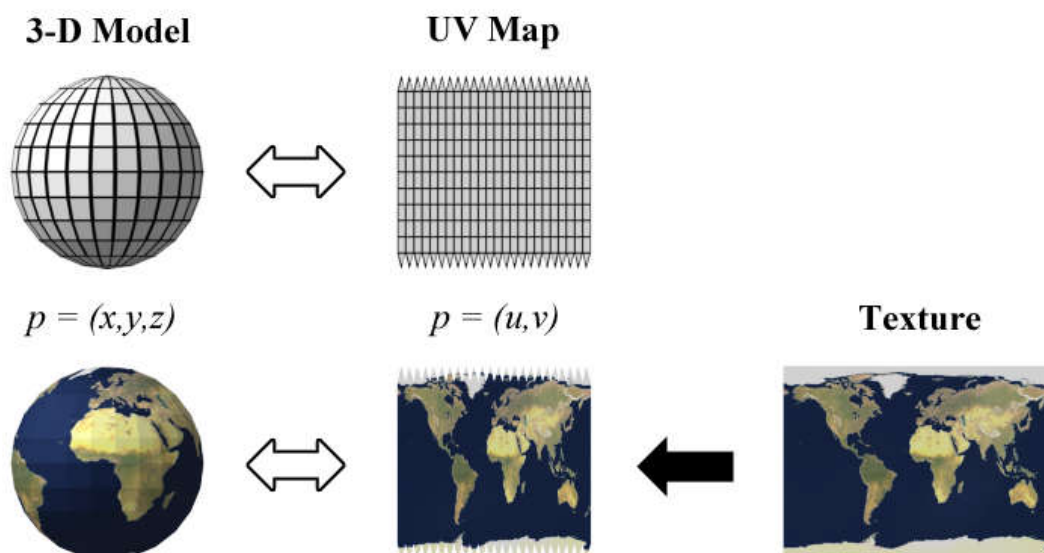 3-D Model
UV Map
p = (x,y,z)
p = (u,v)
Texture